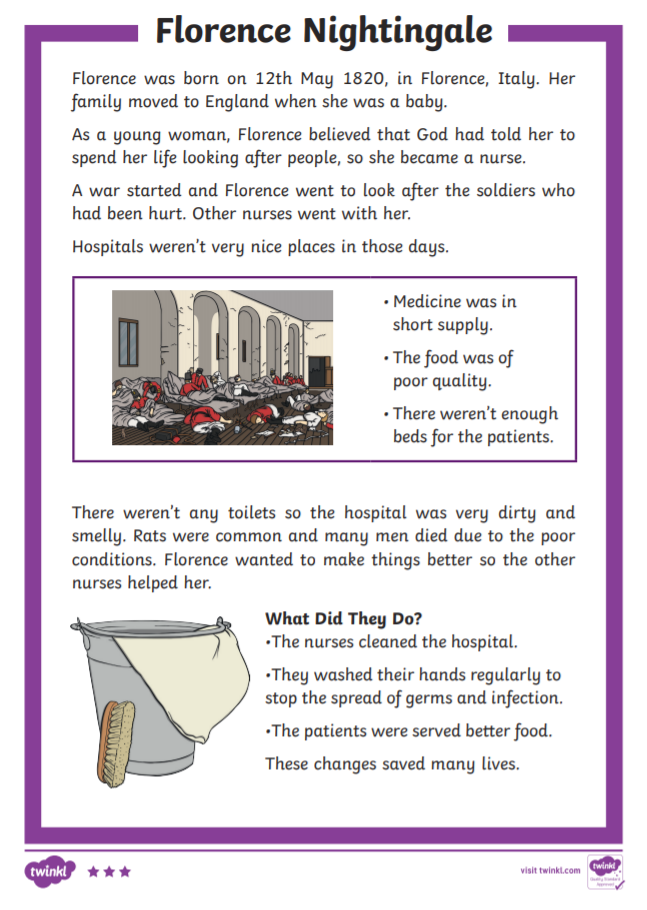 Florence Nightingale
Florence was born on 12th May 1820, in Florence, Italy. Her
family moved to England when she was a baby.
As a young woman, Florence believed that God had told her to
spend her life looking after people, so she became a nurse.
A war started and Florence went to look after the soldiers who
had been hurt. Other nurses went with her.
Hospitals weren't very nice places in those days.
• Medicine was in
short supply.
• The food was of
poor quality.
• There weren't enough
beds for the patients.
There weren't any toilets so the hospital was very dirty and
smelly. Rats were common and many men died due to the poor
conditions. Florence wanted to make things better so the other
nurses helped her.
What Did They Do?
•The nurses cleaned the hospital.
•They washed their hands regularly to
stop the spread of germs and infection.
•The patients were served better food.
These changes saved many lives.
twinkl
visit twinkl.com
twinkl
Quality Standard
Approved